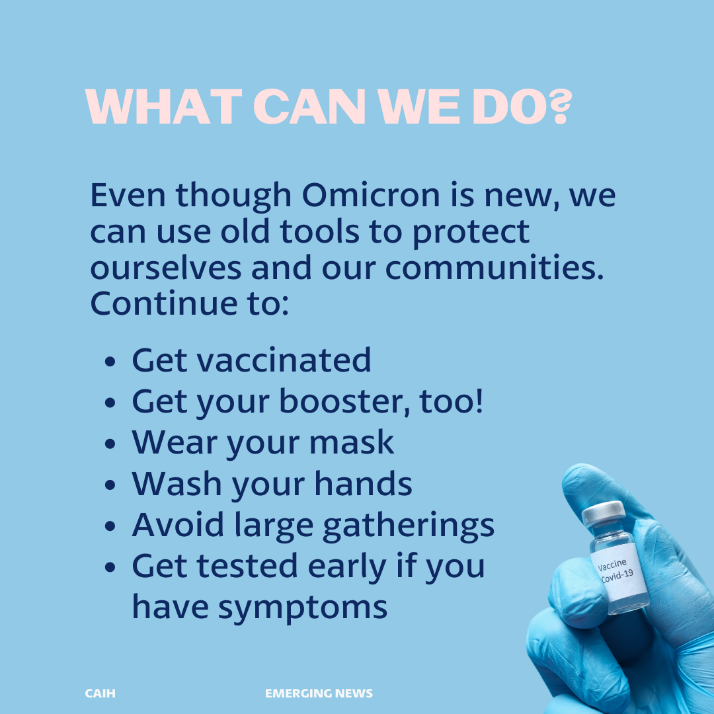 WHAT CAN WE DO?
Even though Omicron is new, we
can use old tools to protect
ourselves and our communities.
Continue to:
• Get vaccinated
• Get your booster, too!
• Wear your mask
• Wash your hands
• Avoid large gatherings
• Get tested early if you
have symptoms
Vaccine
Covid-19
CAIH
EMERGING NEWS